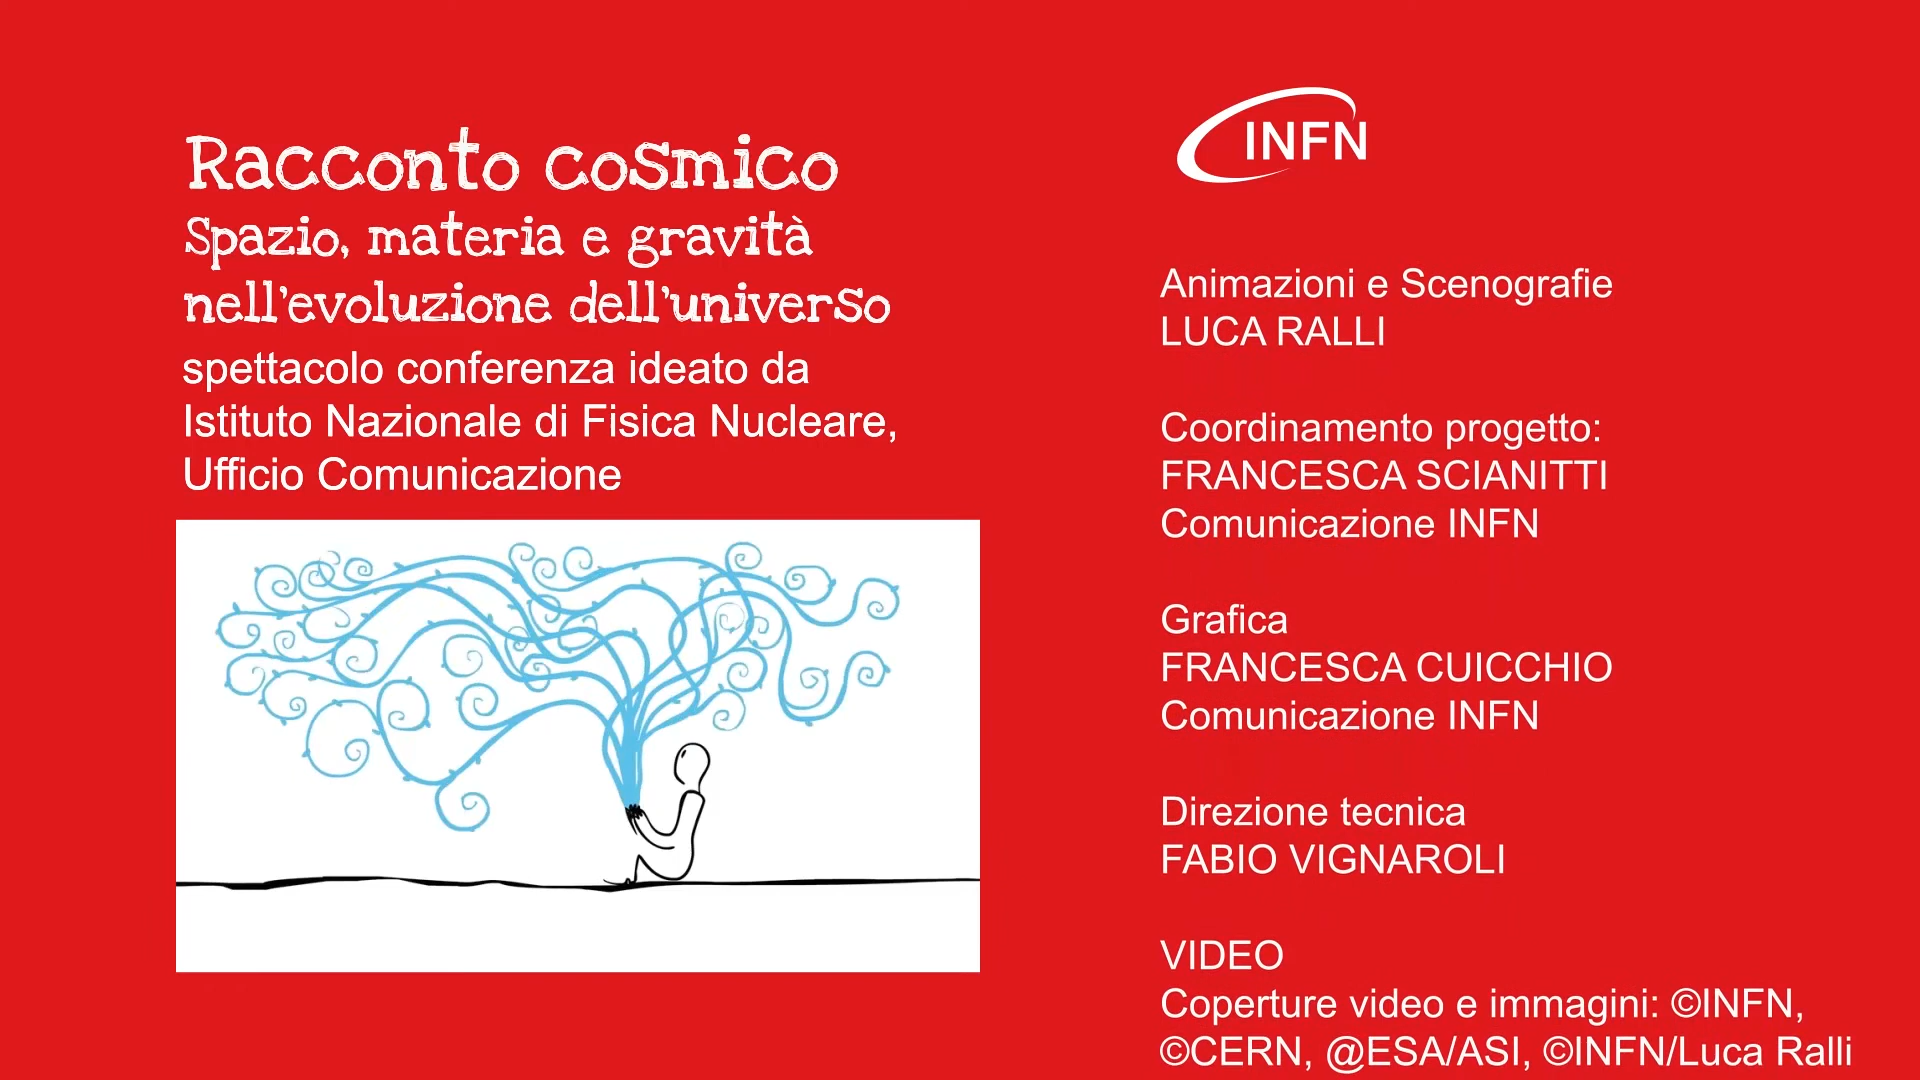 Racconto cosmico
Spazio, materia e gravità
nell'evoluzione dell'universo
spettacolo conferenza ideato da
Istituto Nazionale di Fisica Nucleare,
Ufficio Comunicazione
INFN
Animazioni e Scenografie
LUCA RALLI
Coordinamento progetto:
FRANCESCA SCIANITTI
Comunicazione INFN
Grafica
FRANCESCA CUICCHIO
Comunicazione INFN
Direzione tecnica
FABIO VIGNAROLI
VIDEO
Coperture video e immagini: ©INFN,
©CERN, @ESA/ASI, ©INFN/Luca Ralli